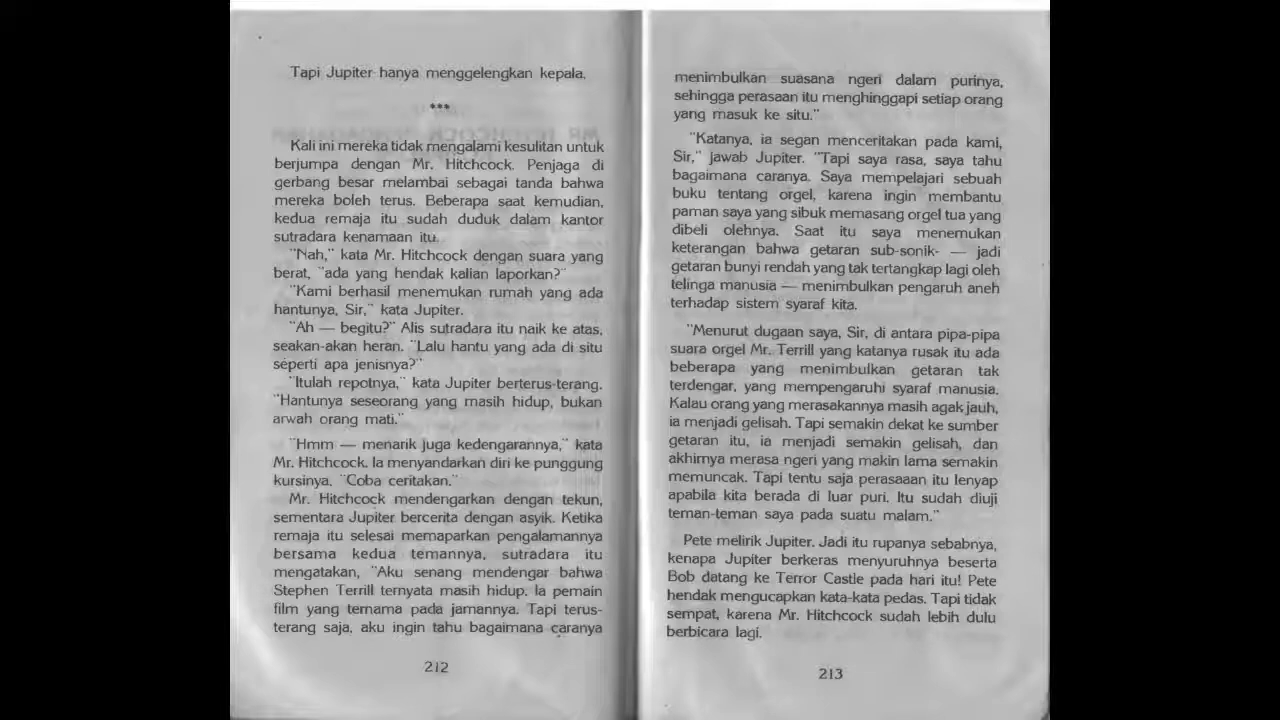 Tapi Jupiter hanya menggelengkan kepala.
***
Kali ini mereka tidak mengalami kesulitan untuk
berjumpa dengan Mr. Hitchcock. Penjaga di
gerbang besar melambai sebagai tanda bahwa
mereka boleh terus. Beberapa saat kemudian,
kedua remaja itu sudah duduk dalam kantor
sutradara kenamaan itu.
"Nah," kata Mr. Hitchcock dengan suara yang
berat, "ada yang hendak kalian laporkan?"
"Kami berhasil menemukan rumah yang ada
hantunya, Sir," kata Jupiter.
"Ah — begitu?" Alis sutradara itu naik ke atas,
seakan-akan heran. "Lalu hantu yang ada di situ
seperti apa jenisnya?"
"Itulah repotnya," kata Jupiter berterus-terang.
"Hantunya seseorang yang masih hidup, bukan
arwah orang mati."
"Hmm — menarik juga kedengarannya," kata
Mr. Hitchcock. Ia menyandarkan diri ke punggung
kursinya. "Coba ceritakan."
Mr. Hitchcock mendengarkan dengan tekun,
sementara Jupiter bercerita dengan asyik. Ketika
remaja itu selesai memaparkan pengalamannya
bersama kedua temannya, sutradara itu
mengatakan, "Aku senang mendengar bahwa
Stephen Terrill ternyata masih hidup. Ia pemain
film yang ternama pada jamannya. Tapi terus-
terang saja, aku ingin tahu bagaimana caranya
212
menimbulkan suasana ngeri dalam purinya,
sehingga perasaan itu menghinggapi setiap orang
yang masuk ke situ."
"Katanya, ia segan menceritakan pada kami,
Sir," jawab Jupiter. "Tapi saya rasa, saya tahu
bagaimana caranya. Saya mempelajari sebuah
buku tentang orgel, karena ingin membantu
paman saya yang sibuk memasang orgel tua yang
dibeli olehnya. Saat itu saya menemukan
keterangan bahwa getaran sub-sonik- — jadi
getaran bunyi rendah yang tak tertangkap lagi oleh
telinga manusia — menimbulkan pengaruh aneh
terhadap sistem syaraf kita.
"Menurut dugaan saya, Sir, di antara pipa-pipa
suara orgel Mr. Terrill yang katanya rusak itu ada
beberapa yang menimbulkan getaran tak
terdengar, yang mempengaruhi syaraf manusia.
Kalau orang yang merasakannya masih agak jauh,
ia menjadi gelisah. Tapi semakin dekat ke sumber
getaran itu, ia menjadi semakin gelisah, dan
akhirnya merasa ngeri yang makin lama semakin
memuncak. Tapi tentu saja perasaaan itu lenyap
apabila kita berada di luar puri. Itu sudah diuji
teman-teman saya pada suatu malam."
Pete melirik Jupiter. Jadi itu rupanya sebabnya,
kenapa Jupiter berkeras menyuruhnya beserta
Bob datang ke Terror Castle pada hari itu! Pete
hendak mengucapkan kata-kata pedas. Tapi tidak
sempat, karena Mr. Hitchcock sudah lebih dulu
berbicara lagi.
213